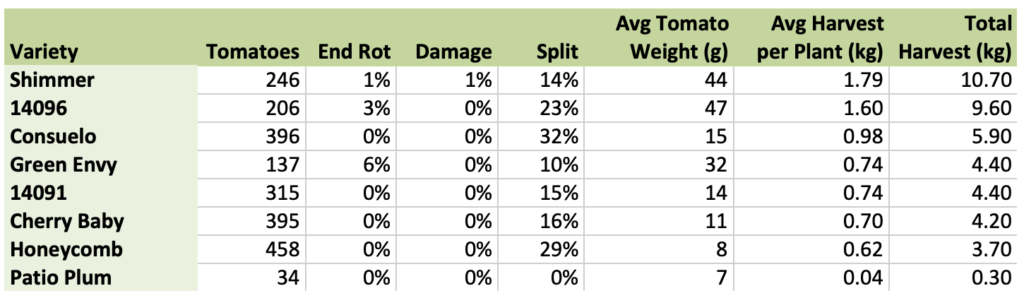 Avg Tomato Avg Harvest Total
Variety Tomatoes End Rot Damage Split Weight (g) per Plant (kg) Harvest (kg)
Shimmer 246 1% 1% 14% 44 1.79 10.70
14096 206 3% 0% 23% 47 1.60 9.60
Consuelo 396 0% 0% 32% 15 0.98 5.90
Green Envy 137 6% 0% 10% 32 0.74 4.40
14091 315 0% 0% 15% 14 0.74 4.40
Cherry Baby 395 0% 0% 16% 11 0.70 4.20
Honeycomb 458 0% 0% 29% 8 0.62 3.70
Patio Plum 34 0% 0% 0% 7 0.04 0.30